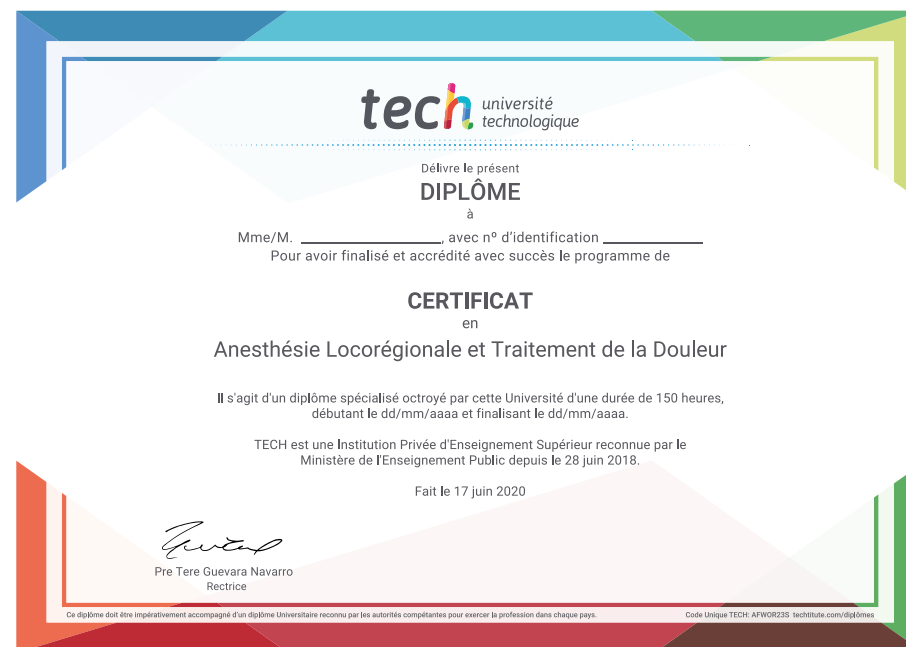 tech université
technologique
Délivre le présent
DIPLÔME
à
Mme/M. ____________________, avec nº d'identification ______________
Pour avoir finalisé et accrédité avec succès le programme de
CERTIFICAT
en
Anesthésie Locorégionale et Traitement de la Douleur
Il s'agit d'un diplôme spécialisé octroyé par cette Université d'une durée de 150 heures,
débutant le dd/mm/aaaa et finalisant le dd/mm/aaaa.
TECH est une Institution Privée d'Enseignement Supérieur reconnue par le
Ministère de l'Enseignement Public depuis le 28 juin 2018.
Fait le 17 juin 2020
Pre Tere Guevara Navarro
Rectrice
Ce diplôme doit être impérativement accompagné d'un diplôme Universitaire reconnu par les autorités compétentes pour exercer la profession dans chaque pays.
Code Unique TECH: AFWOR23S techtitute.com/diplômes